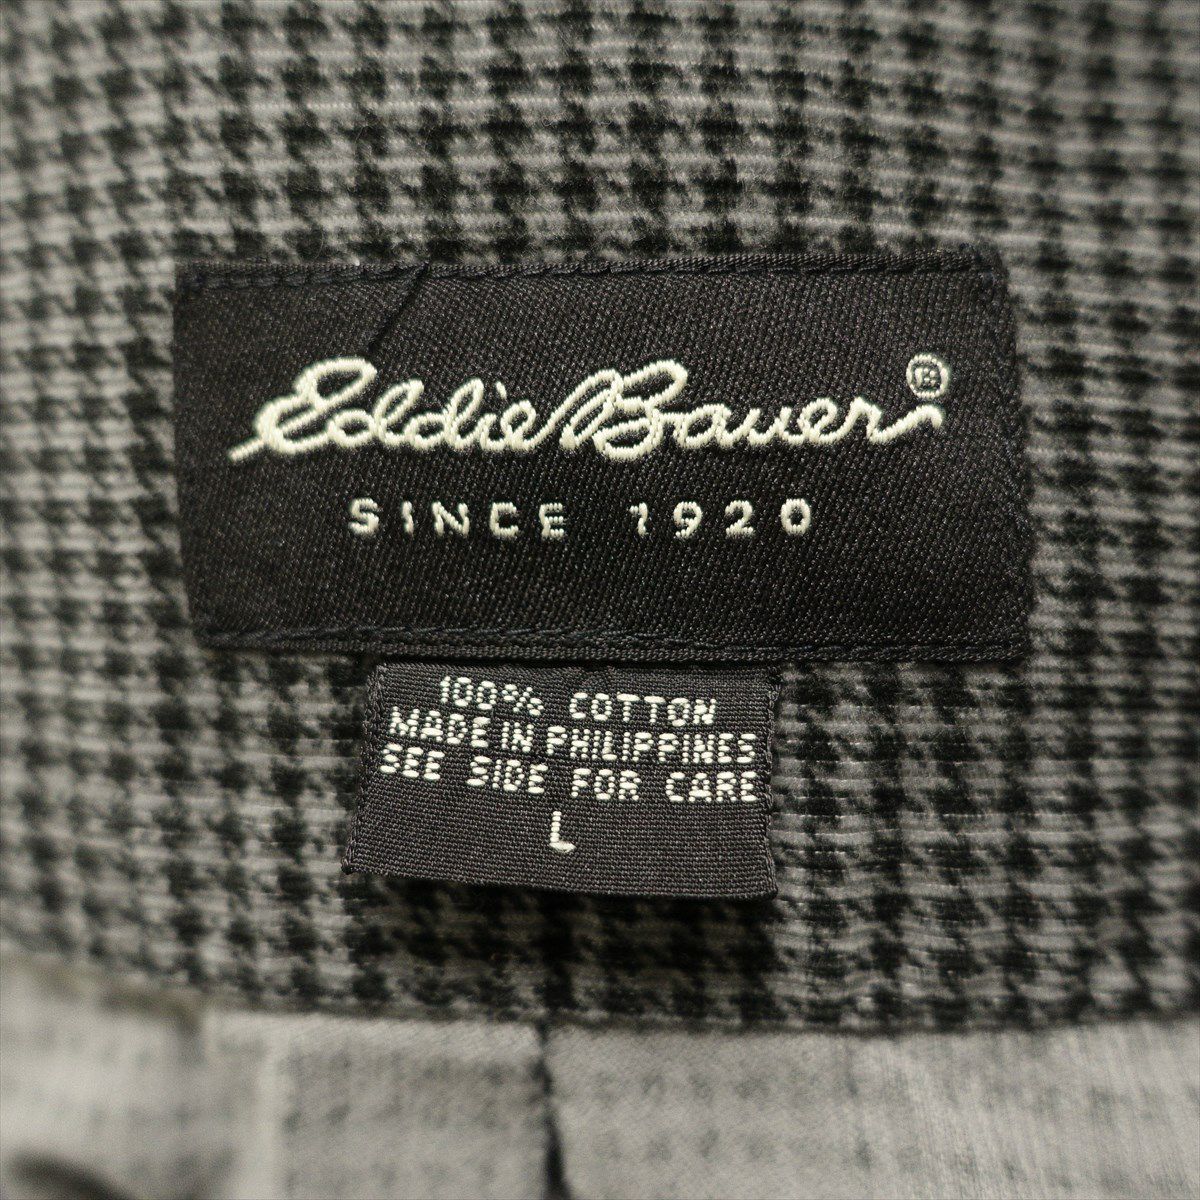 Eddie Bauer®
SINCE 1920
100% COTTON
MADE IN PHILIPPINES
SEE SIDE FOR CARE
L